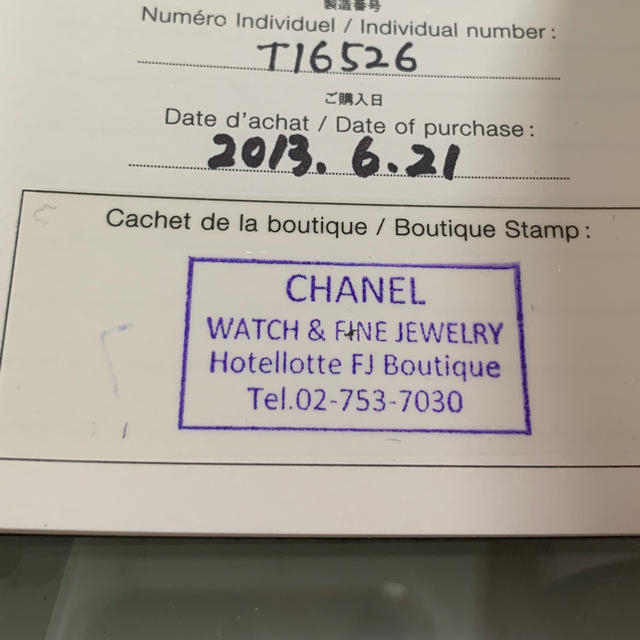 製造番号
Numéro Individuel / Individual number:
T16526
ご購入日
Date d'achat / Date of purchase:
2013. 6.21
Cachet de la boutique / Boutique Stamp:
CHANEL
WATCH & FINE JEWELRY
Hotellotte FJ Boutique
Tel.02-753-7030